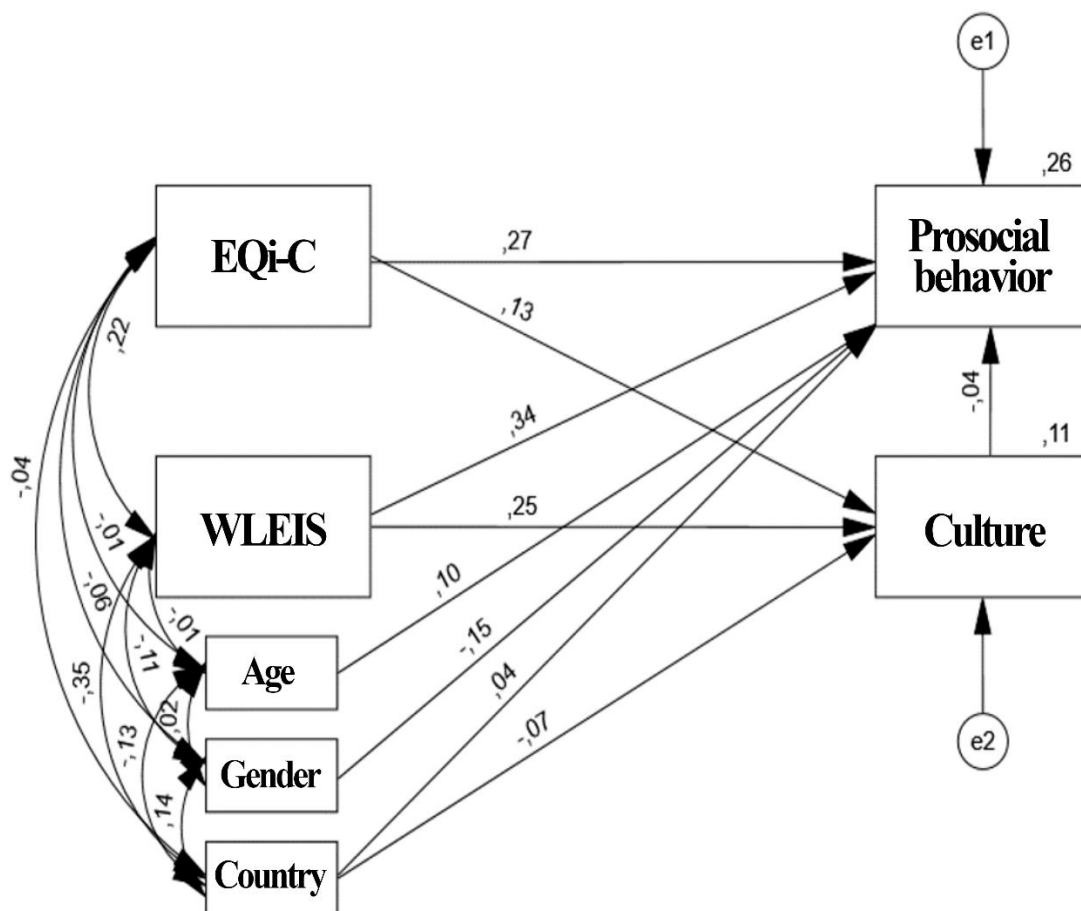 e1
,26
EQi-C
,27
Prosocial
behavior
,13
,22
-,04
,34
-,04
,11
WLEIS
,25
Culture
-,01
-,06
-,01
-,11
,10
-,35
Age
-,15
,02
-,13
,04
-,07
Gender
e2
,14
Country